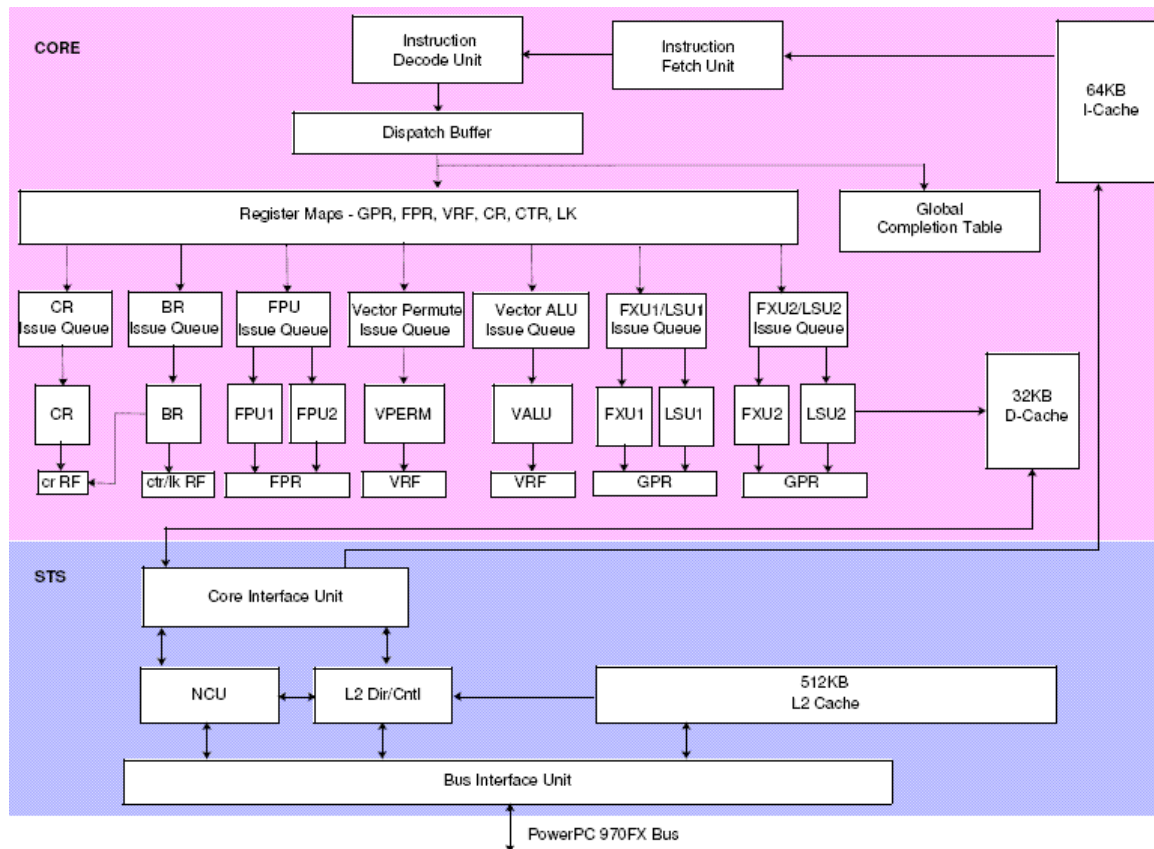 CORE
Instruction
Decode Unit
Instruction
Fetch Unit
64KB
I-Cache
Dispatch Buffer
Register Maps - GPR, FPR, VRF, CR, CTR, LK
Global
Completion Table
CR
Issue Queue
BR
Issue Queue
FPU
Issue Queue
Vector Permute
Issue Queue
Vector ALU
Issue Queue
FXU1/LSU1
Issue Queue
FXU2/LSU2
Issue Queue
CR
BR
FPU1
FPU2
VPERM
VALU
FXU1
LSU1
FXU2
LSU2
32KB
D-Cache
cr RF
ctr/lk RF
FPR
VRF
VRF
GPR
GPR
STS
Core Interface Unit
NCU
L2 Dir/Cntl
512KB
L2 Cache
Bus Interface Unit
PowerPC 970FX Bus